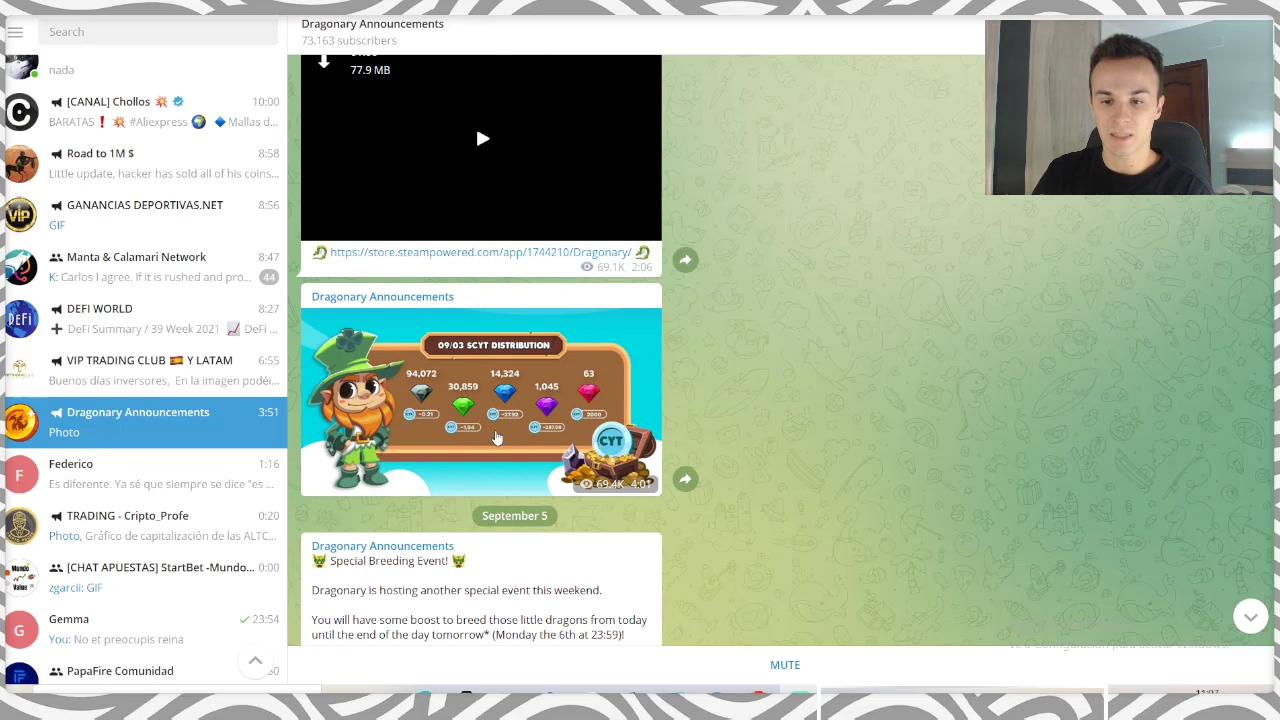 Search
nada
[CANAL] Chollos 💥 10:00
BARATAS❗ 💥 #Aliexpress 🌍 🔷Mallas d...
Road to 1M $ 8:58
Little update, hacker has sold all of his coins...
VIP
GANANCIAS DEPORTIVAS.NET 8:56
GIF
Manta & Calamari Network 8:47
K: Carlos I agree. If it is rushed and pro... 44
DEFI
DEFI WORLD 8:27
➕ DeFi Summary / 39 Week 2021 📈 DeFi ...
VIP TRADING CLUB 🇪🇸 Y LATAM 6:55
Buenos días inversores, En la imagen podéi...
Dragonary Announcements 3:51
Photo
F
Federico 1:16
Es diferente. Ya sé que siempre se dice "es ...
TRADING - Cripto_Profe 0:20
Photo, Gráfico de capitalización de las ALTC...
Mundo Value
[CHAT APUESTAS] StartBet -Mundo... 0:00
zgarcii: GIF
G
Gemma 23:54
You: No et preocupis reina
PapaFire Comunidad
Dragonary Announcements
73.163 subscribers
77.9 MB
https://store.steampowered.com/app/1744210/Dragonary/
69.1K 2:06
Dragonary Announcements
09/03 SCYT DISTRIBUTION
94,072 30,859 14,324 1,045 63
CYT
69.4K 4:01
September 5
Dragonary Announcements
🐲 Special Breeding Event! 🐲
Dragonary is hosting another special event this weekend.
You will have some boost to breed those little dragons from today
until the end of the day tomorrow* (Monday the 6th at 23:59)!
MUTE